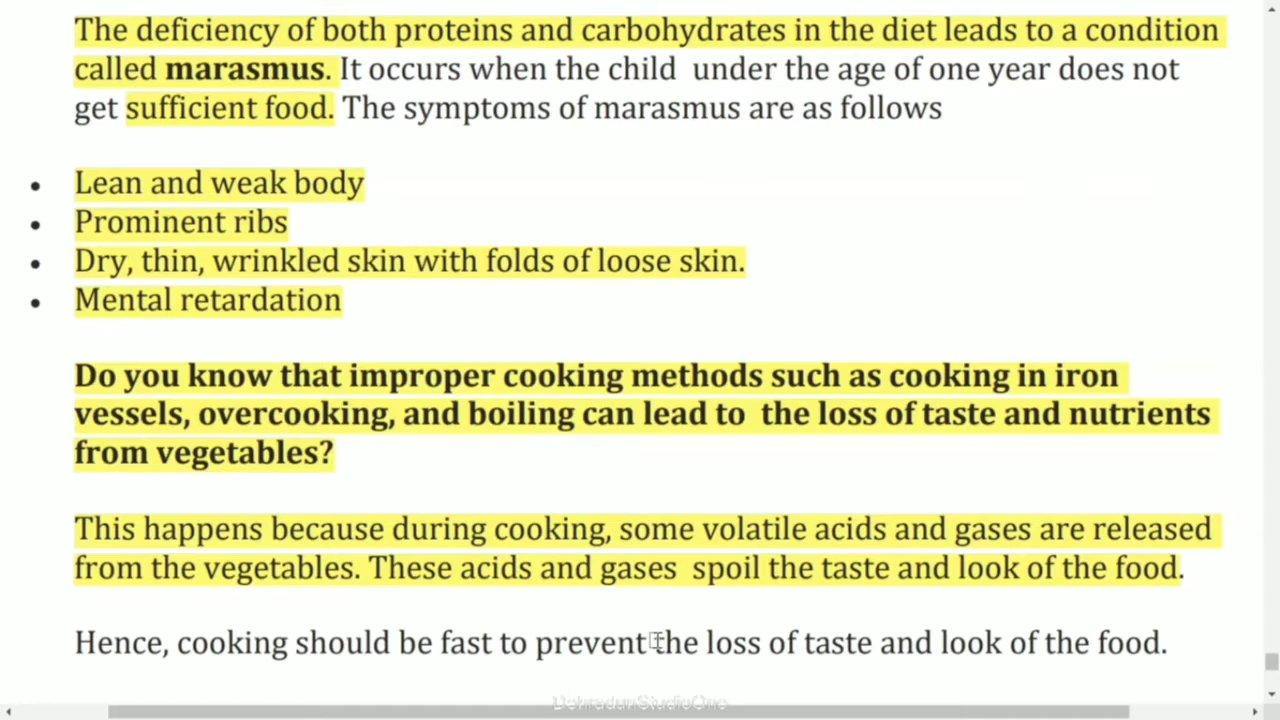 The deficiency of both proteins and carbohydrates in the diet leads to a condition
called marasmus. It occurs when the child under the age of one year does not
get sufficient food. The symptoms of marasmus are as follows
• Lean and weak body
• Prominent ribs
• Dry, thin, wrinkled skin with folds of loose skin.
• Mental retardation
Do you know that improper cooking methods such as cooking in iron
vessels, overcooking, and boiling can lead to the loss of taste and nutrients
from vegetables?
This happens because during cooking, some volatile acids and gases are released
from the vegetables. These acids and gases spoil the taste and look of the food.
Hence, cooking should be fast to prevent the loss of taste and look of the food.
DehradunStudioOne